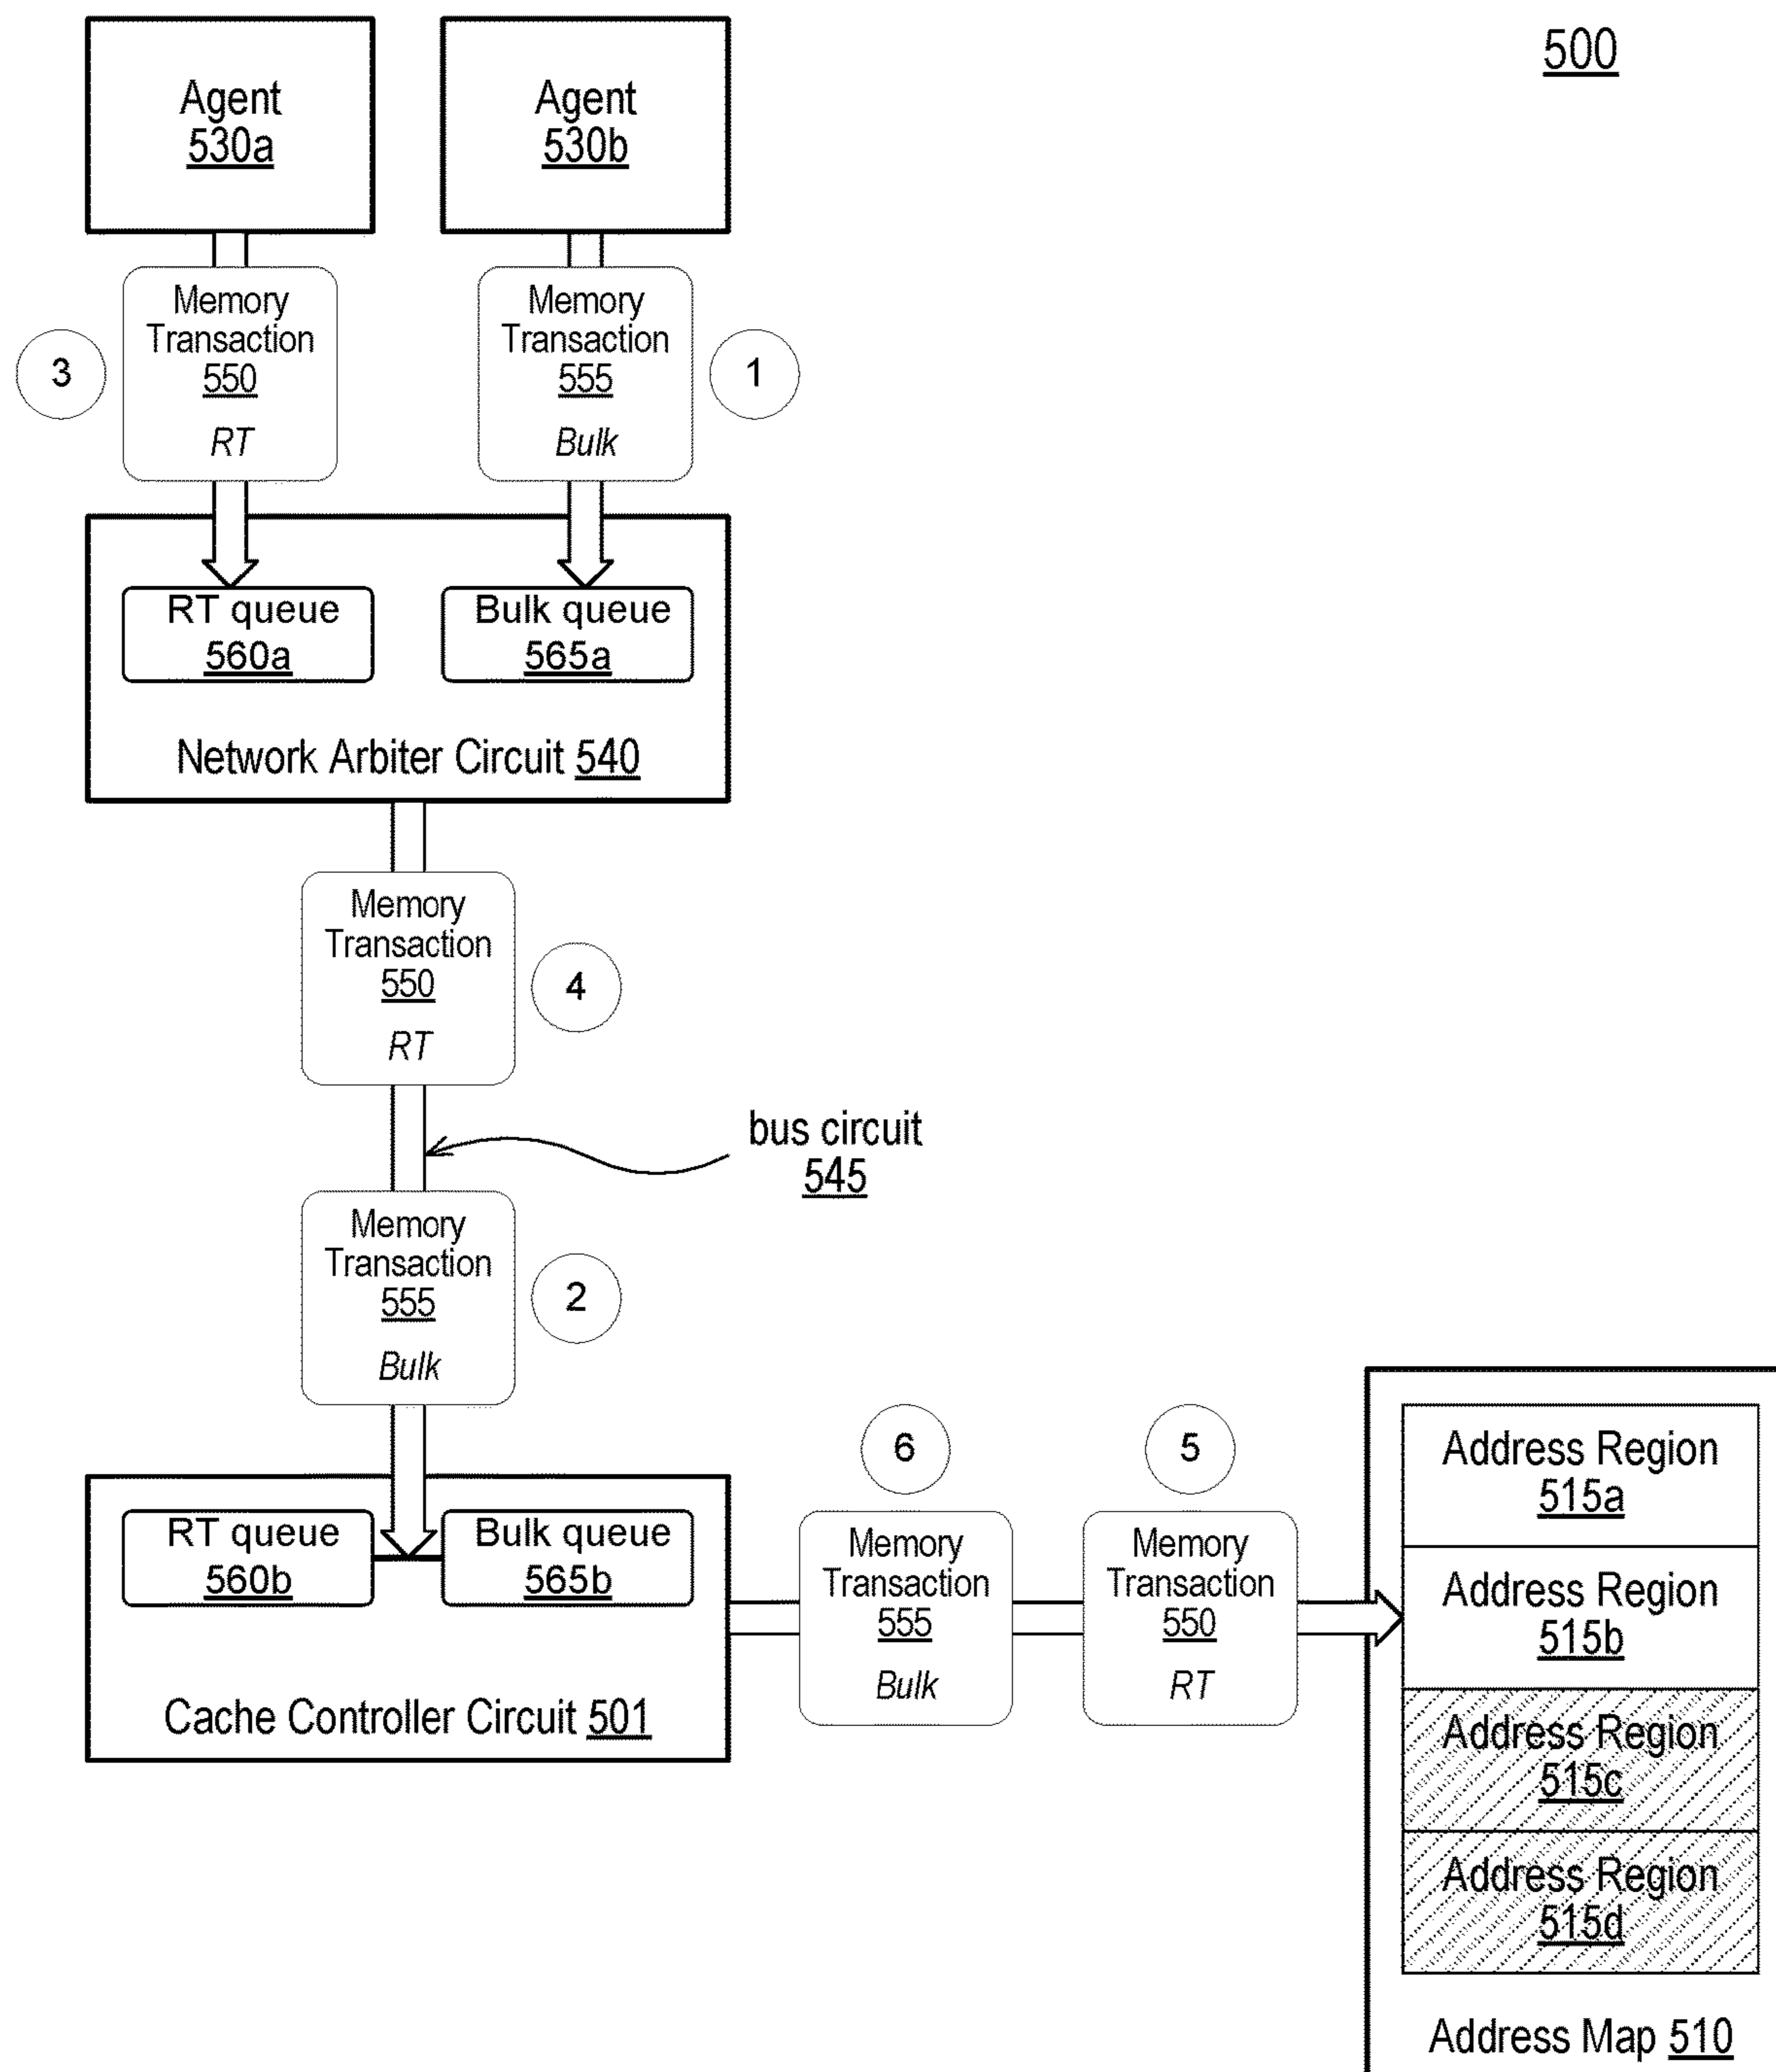 500
Agent
530a
Agent
530b
Memory
Transaction
550
RT
3
Memory
Transaction
555
Bulk
1
RT queue
560a
Bulk queue
565a
Network Arbiter Circuit 540
Memory
Transaction
550
RT
4
bus circuit
545
Memory
Transaction
555
Bulk
2
RT queue
560b
Bulk queue
565b
Cache Controller Circuit 501
6
Memory
Transaction
555
Bulk
5
Memory
Transaction
550
RT
Address Region
515a
Address Region
515b
Address Region
515c
Address Region
515d
Address Map 510